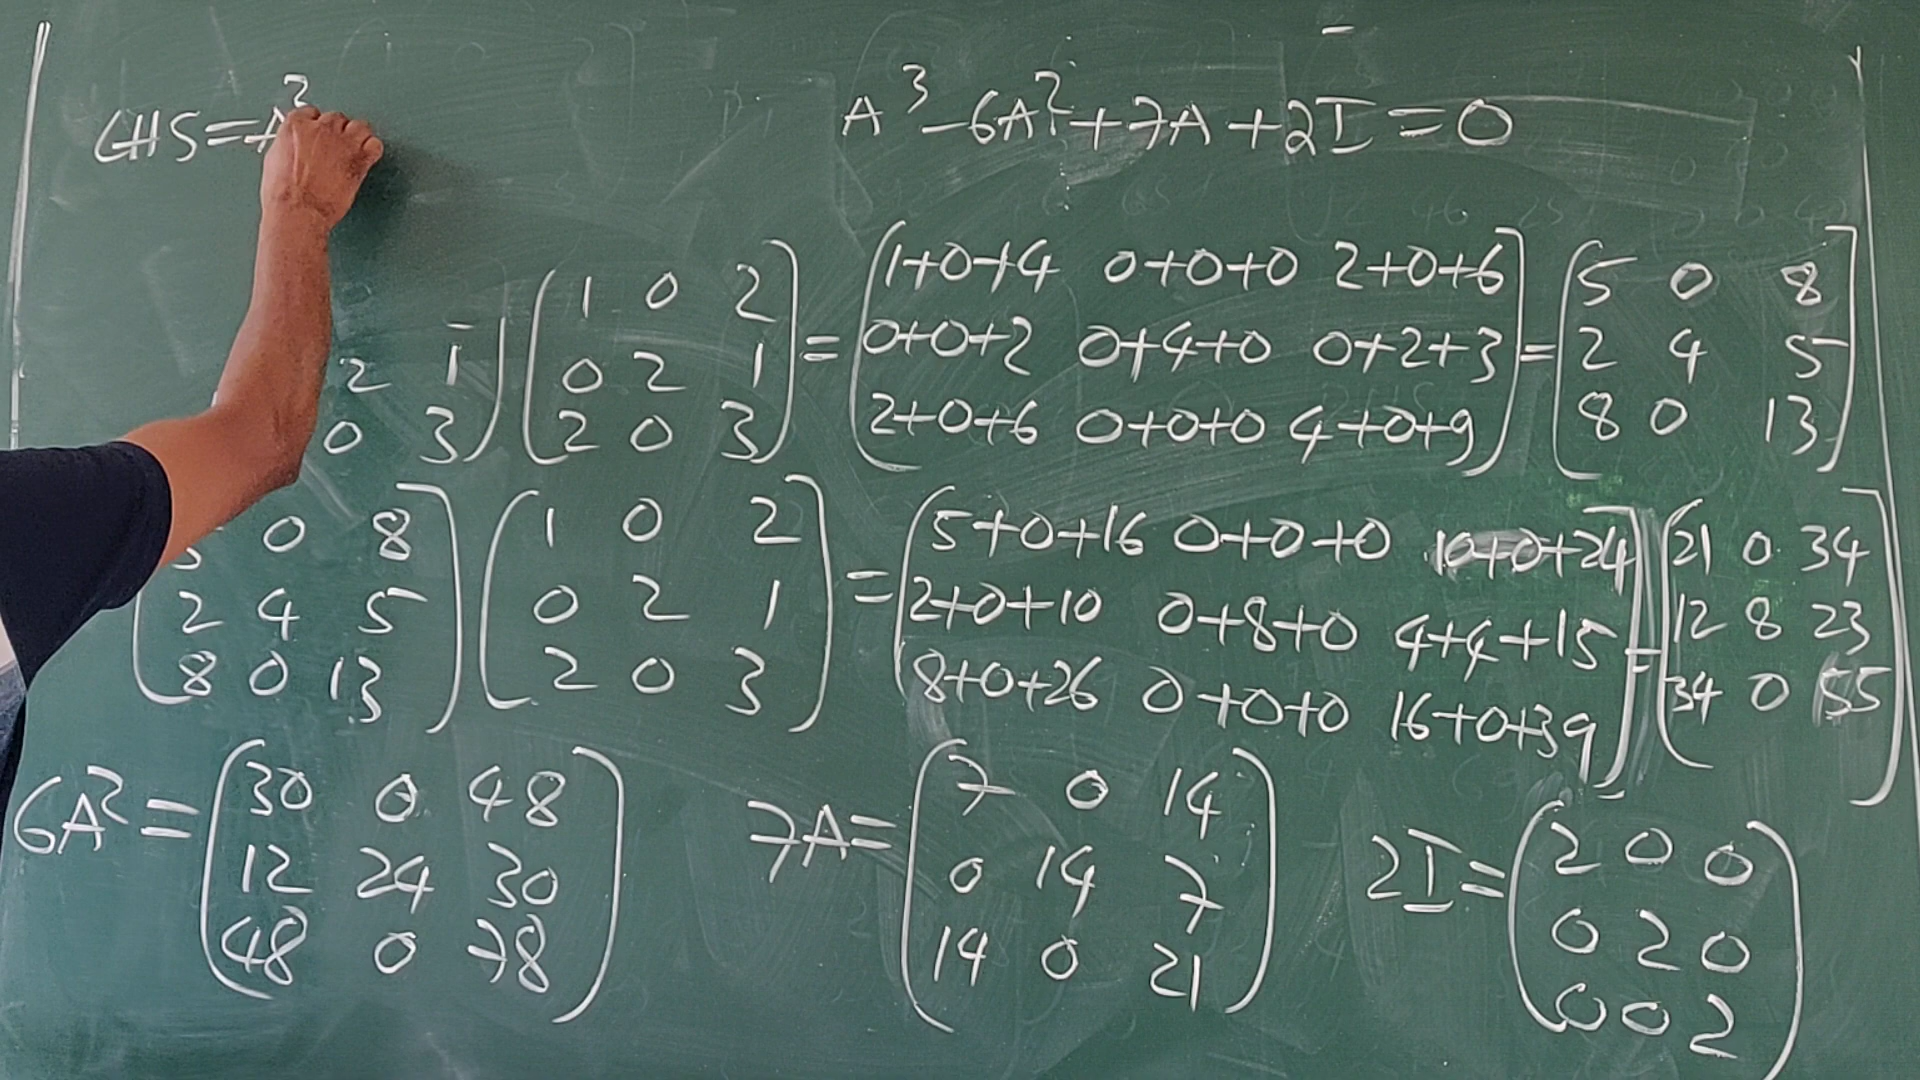 LHS = A³
A³ - 6A² + 7A + 2I = 0
1 0 2 1+0+4 0+0+0 2+0+6 5 0 8
2 1 0 2 1 = 0+0+2 0+4+0 0+2+3 = 2 4 5
0 3 2 0 3 2+0+6 0+0+0 4+0+9 8 0 13
0 8 1 0 2 5+0+16 0+0+0 10+0+24 21 0 34
2 4 5 0 2 1 = 2+0+10 0+8+0 4+4+15 = 12 8 23
8 0 13 2 0 3 8+0+26 0+0+0 16+0+39 34 0 55
30 0 48 7 0 14 2 0 0
6A² = 12 24 30 7A = 0 14 7 2I = 0 2 0
48 0 78 14 0 21 0 0 2